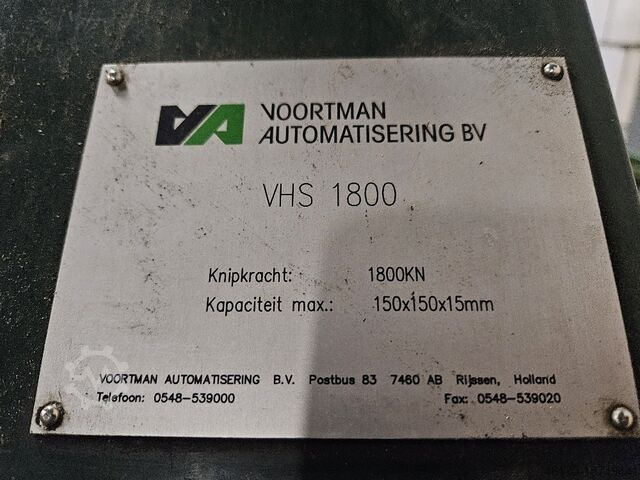 VA VOORTMAN
AUTOMATISERING BV
VHS 1800
Knipkracht: 1800KN
Kapaciteit max.: 150x150x15mm
VOORTMAN AUTOMATISERING B.V. Postbus 83 7460 AB Rijssen, Holland
Telefoon: 0548-539000 Fax: 0548-539020